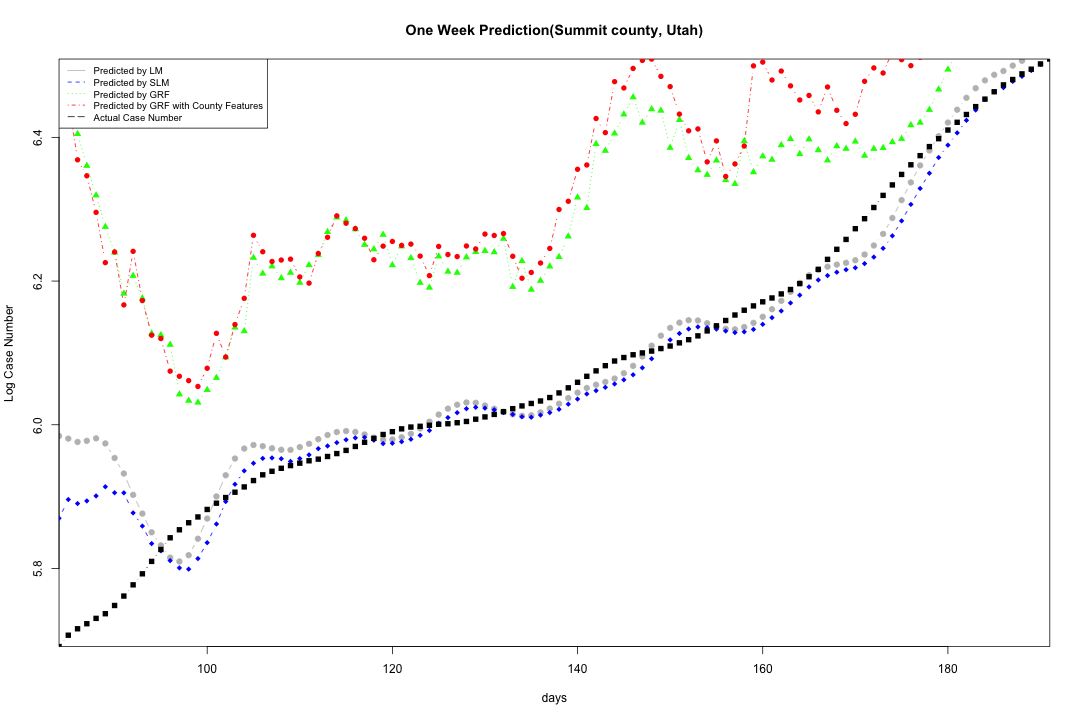 One Week Prediction(Summit county, Utah)
Predicted by LM
Predicted by SLM
Predicted by GRF
Predicted by GRF with County Features
Actual Case Number
Log Case Number
6.4
6.2
6.0
5.8
100 120 140 160 180
days